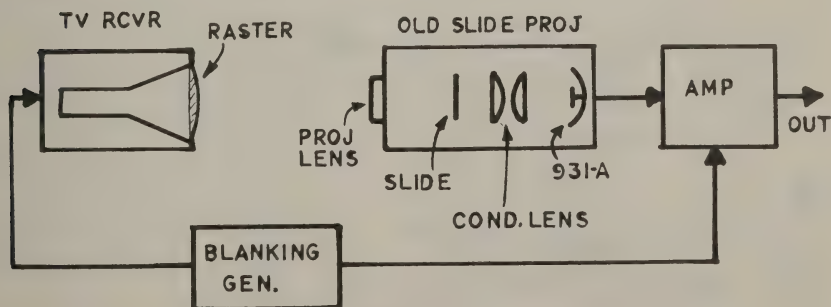 TV RCVR
RASTER
OLD SLIDE PROJ
PROJ
LENS
SLIDE
COND. LENS
931-A
AMP
OUT
BLANKING
GEN.